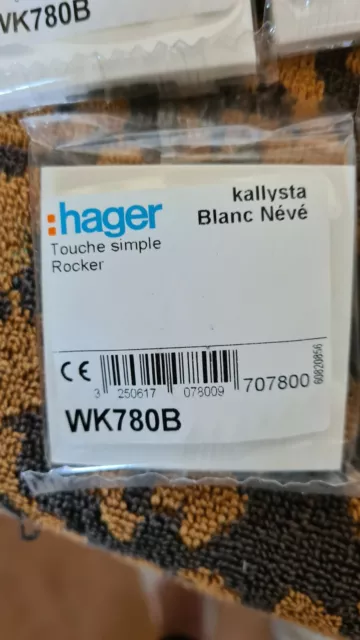 WK780B
:hager
kallysta
Blanc Névé
Touche simple
Rocker
CE
3 250617 078009
707800
60820856
WK780B